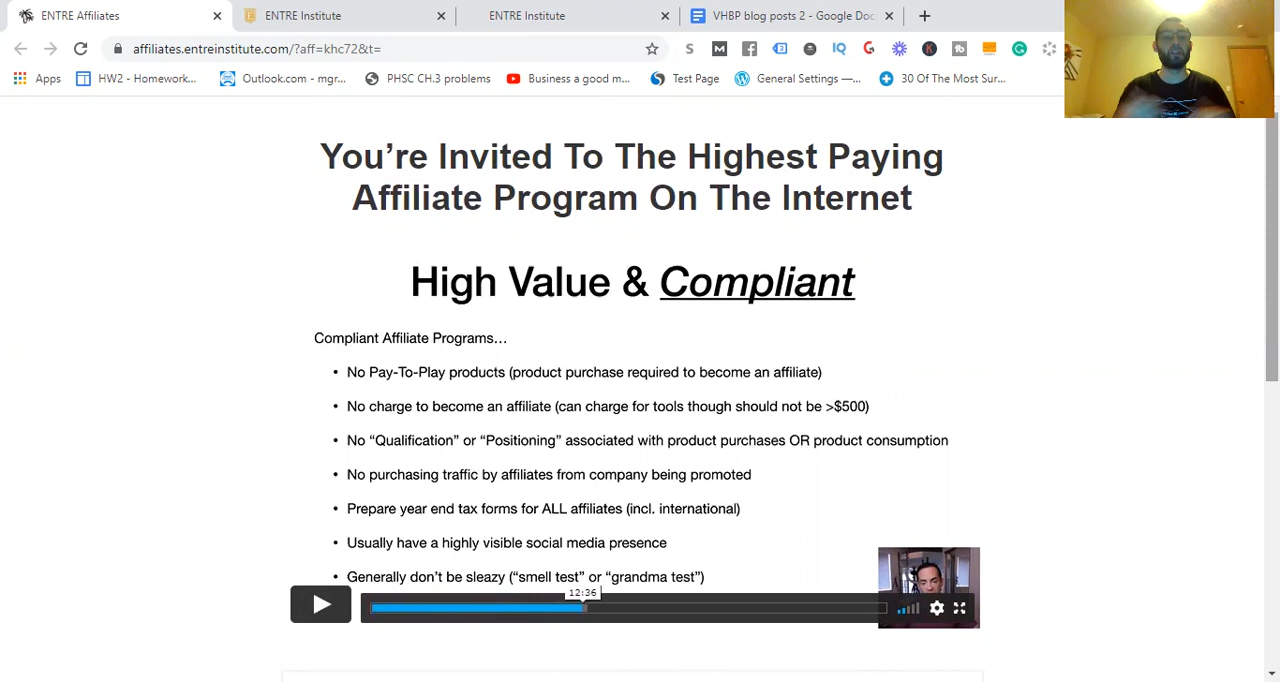 ENTRE Affiliates
ENTRE Institute
ENTRE Institute
VHBP blog posts 2 - Google Doc
affiliates.entreinstitute.com/?aff=khc72&t=
Apps
HW2 - Homework...
Outlook.com - mgr...
PHSC CH.3 problems
Business a good m...
Test Page
General Settings —...
30 Of The Most Sur...
You’re Invited To The Highest Paying
Affiliate Program On The Internet
High Value & Compliant
Compliant Affiliate Programs…
• No Pay-To-Play products (product purchase required to become an affiliate)
• No charge to become an affiliate (can charge for tools though should not be >$500)
• No “Qualification” or “Positioning” associated with product purchases OR product consumption
• No purchasing traffic by affiliates from company being promoted
• Prepare year end tax forms for ALL affiliates (incl. international)
• Usually have a highly visible social media presence
• Generally don’t be sleazy (“smell test” or “grandma test”)
12:36